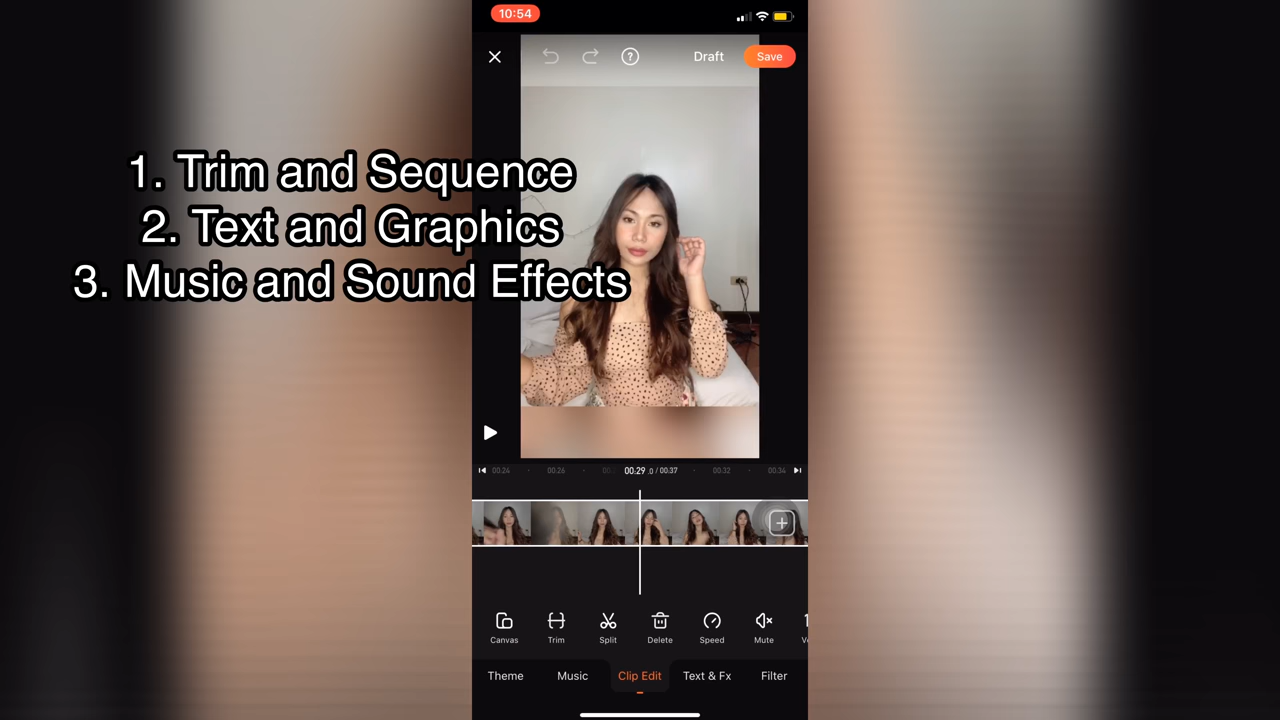 10:54
Draft
Save
1. Trim and Sequence
2. Text and Graphics
3. Music and Sound Effects
00:24
00:26
00:29.0 / 00:37
00:32
00:34
Canvas
Trim
Split
Delete
Speed
Mute
Theme
Music
Clip Edit
Text & Fx
Filter